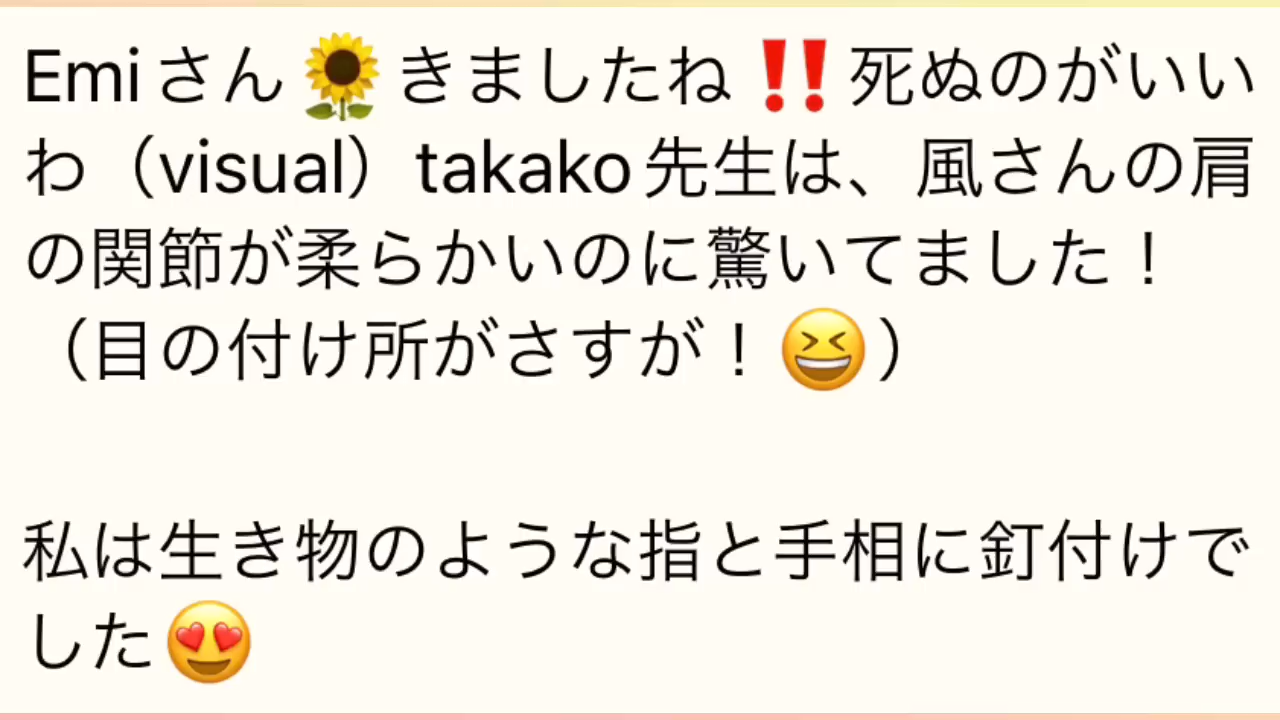 Emiさん🌻きましたね‼️死ぬのがいい
わ（visual）takako先生は、風さんの肩
の関節が柔らかいのに驚いてました！
（目の付け所がさすが！😆）
私は生き物のような指と手相に釘付けで
した😍